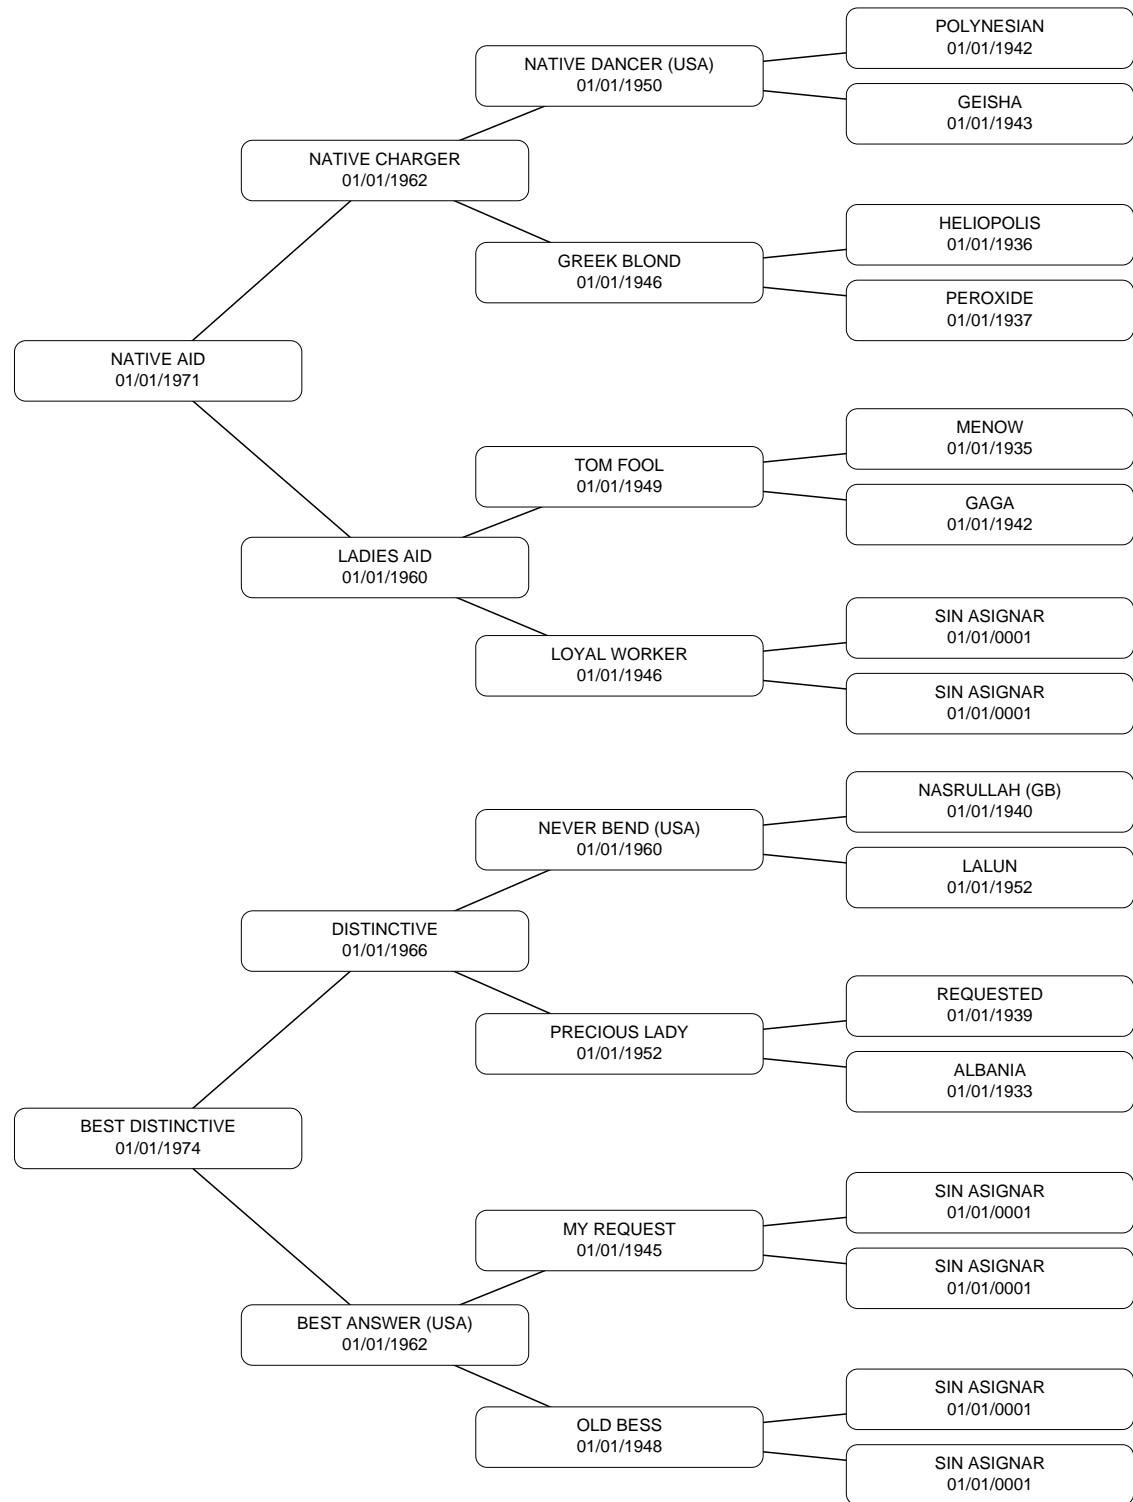 POLYNESIAN
01/01/1942
NATIVE DANCER (USA)
01/01/1950
GEISHA
01/01/1943
NATIVE CHARGER
01/01/1962
HELIOPOLIS
01/01/1936
GREEK BLOND
01/01/1946
PEROXIDE
01/01/1937
NATIVE AID
01/01/1971
MENOW
01/01/1935
TOM FOOL
01/01/1949
GAGA
01/01/1942
LADIES AID
01/01/1960
SIN ASIGNAR
01/01/0001
LOYAL WORKER
01/01/1946
SIN ASIGNAR
01/01/0001
NASRULLAH (GB)
01/01/1940
NEVER BEND (USA)
01/01/1960
LALUN
01/01/1952
DISTINCTIVE
01/01/1966
REQUESTED
01/01/1939
PRECIOUS LADY
01/01/1952
ALBANIA
01/01/1933
BEST DISTINCTIVE
01/01/1974
SIN ASIGNAR
01/01/0001
MY REQUEST
01/01/1945
SIN ASIGNAR
01/01/0001
BEST ANSWER (USA)
01/01/1962
SIN ASIGNAR
01/01/0001
OLD BESS
01/01/1948
SIN ASIGNAR
01/01/0001